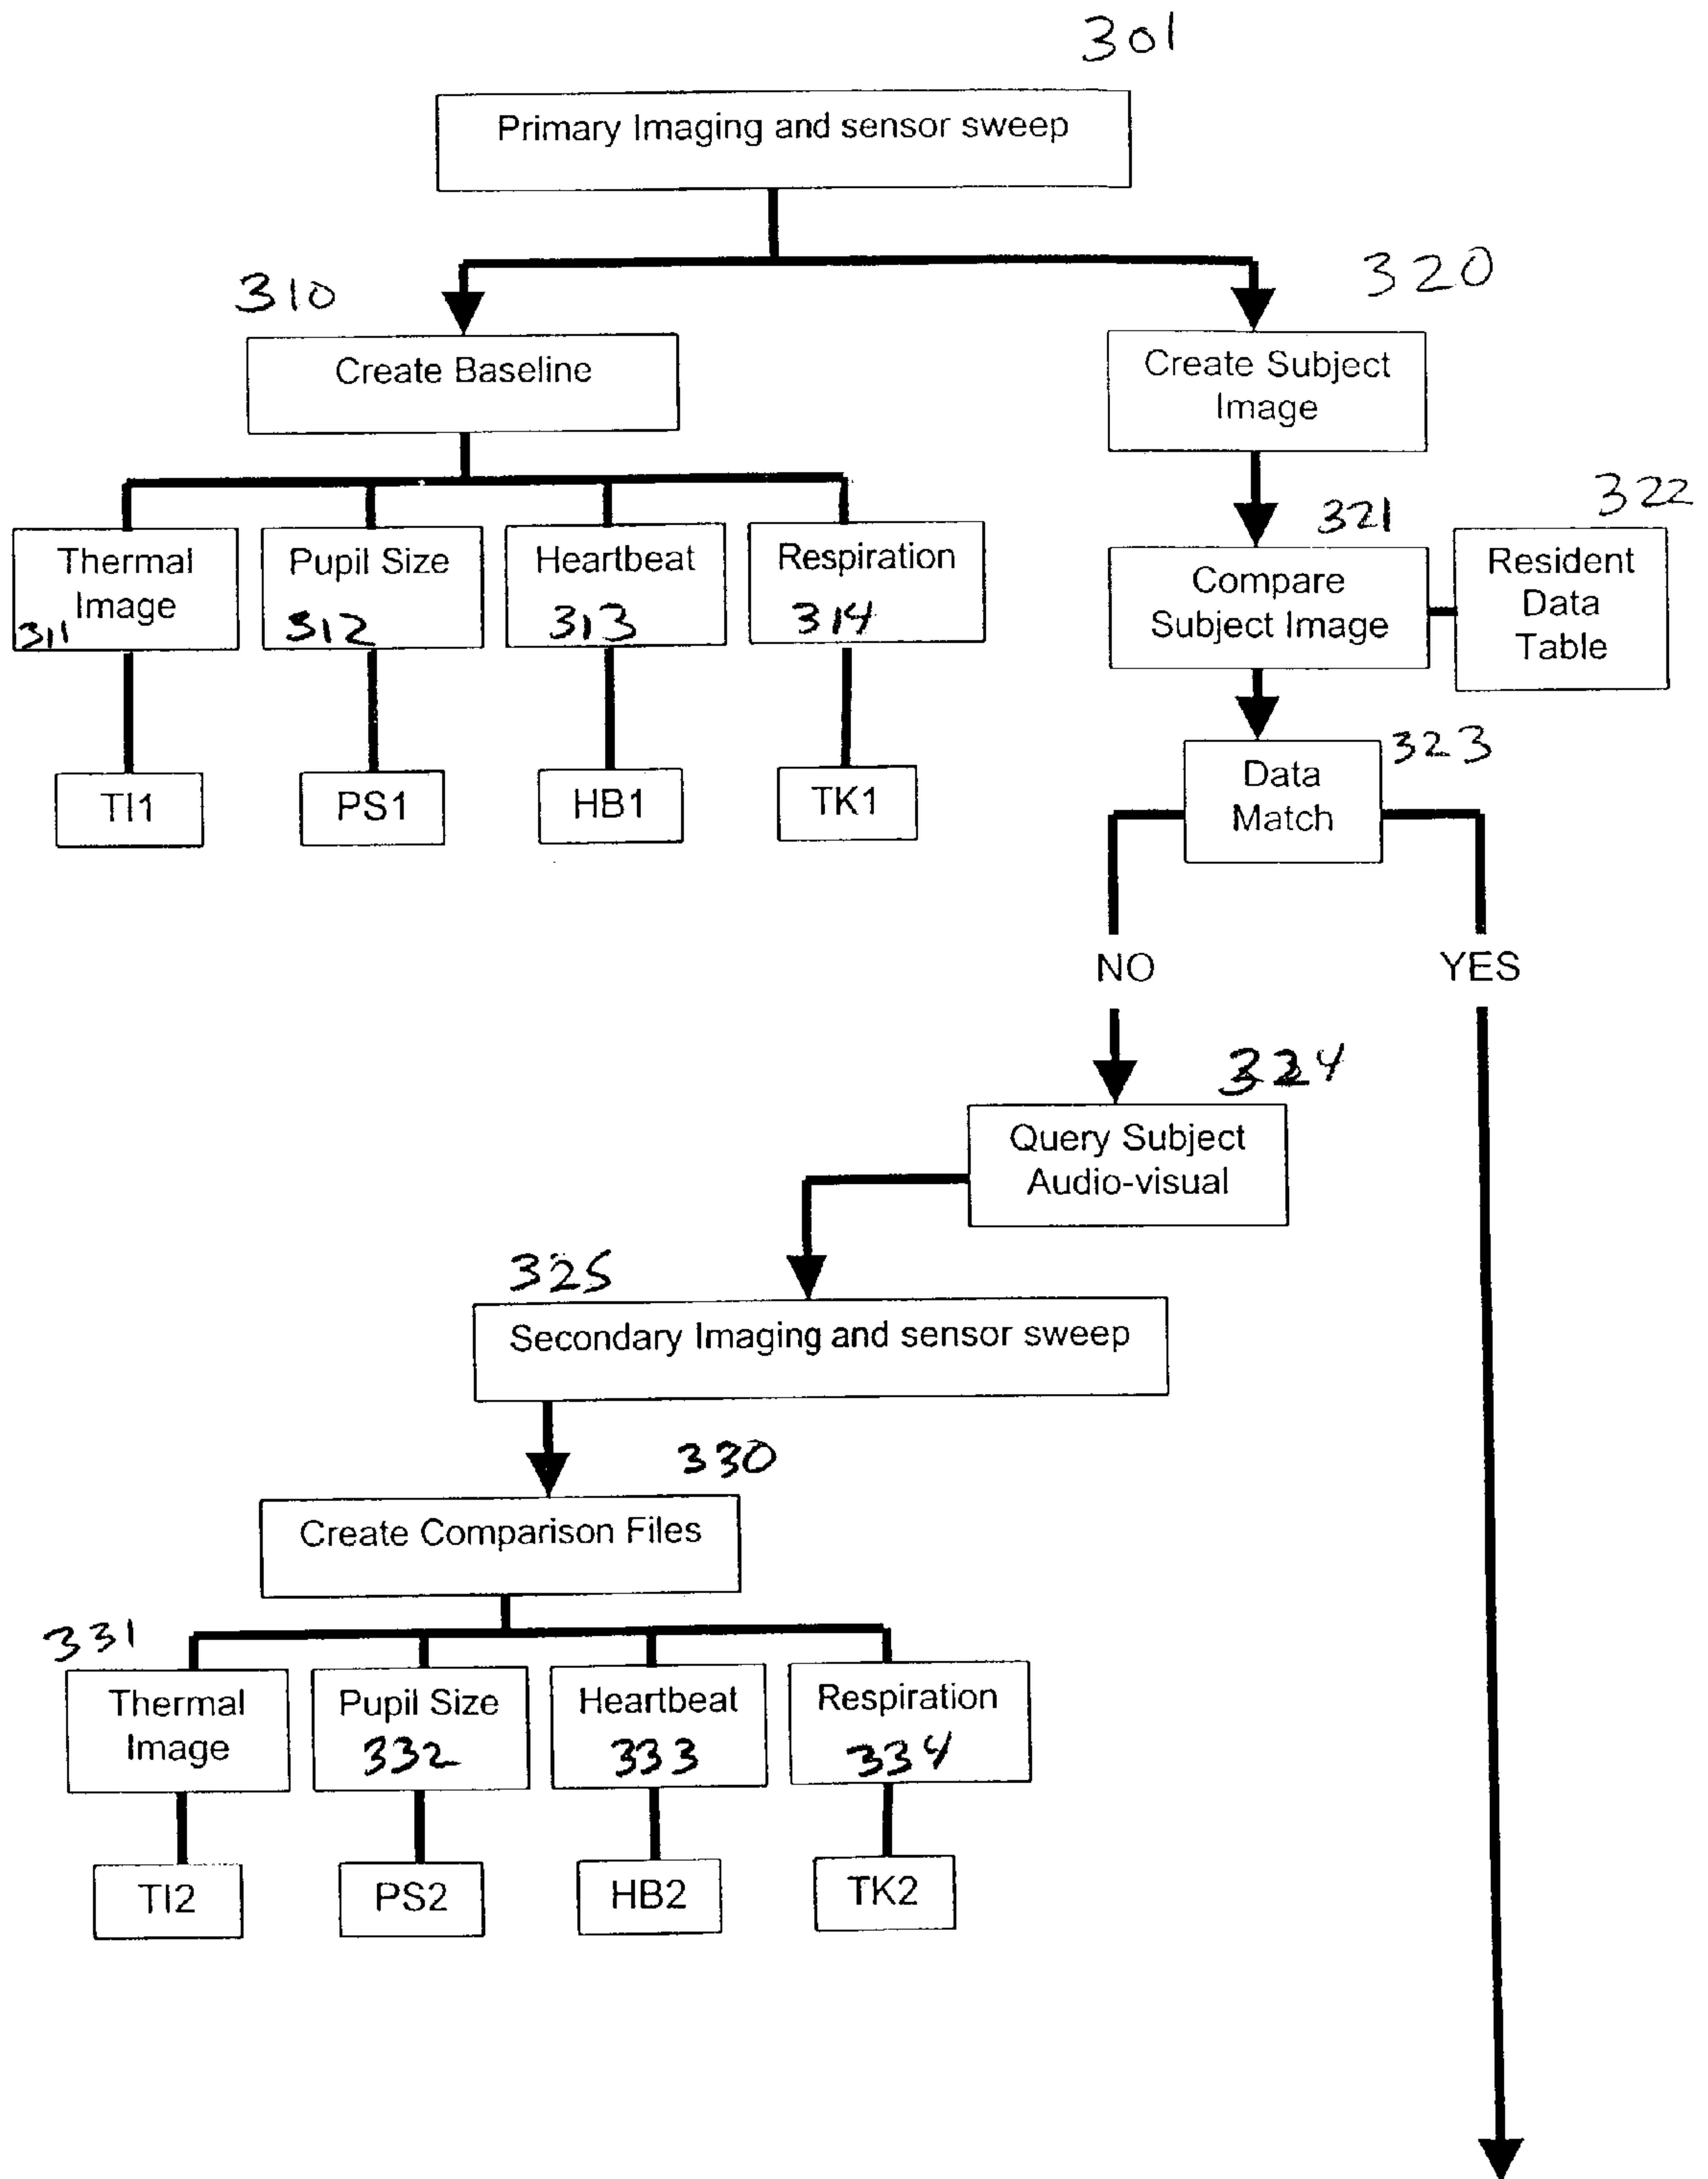 301
Primary Imaging and sensor sweep
310
320
Create Baseline
Create Subject
Image
322
321
Thermal
Image
311
Pupil Size
312
Heartbeat
313
Respiration
314
Compare
Subject Image
Resident
Data
Table
323
Data
Match
TI1
PS1
HB1
TK1
NO
YES
324
Query Subject
Audio-visual
325
Secondary Imaging and sensor sweep
330
Create Comparison Files
331
Thermal
Image
Pupil Size
332
Heartbeat
333
Respiration
334
TI2
PS2
HB2
TK2